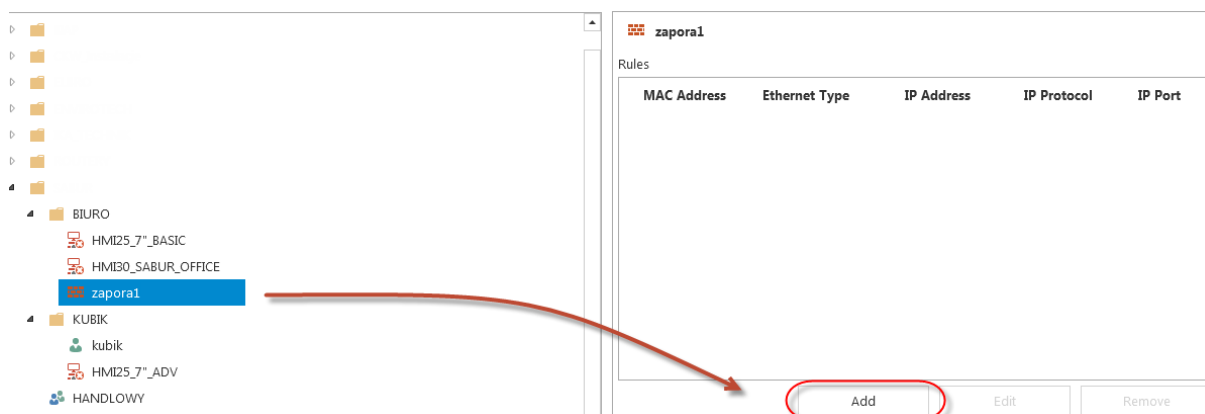 BIURO
HMI25_7"_BASIC
HMI30_SABUR_OFFICE
zapora1
KUBIK
kubik
HMI25_7"_ADV
HANDLOWY
zapora1
Rules
MAC Address Ethernet Type IP Address IP Protocol IP Port
Add Edit Remove